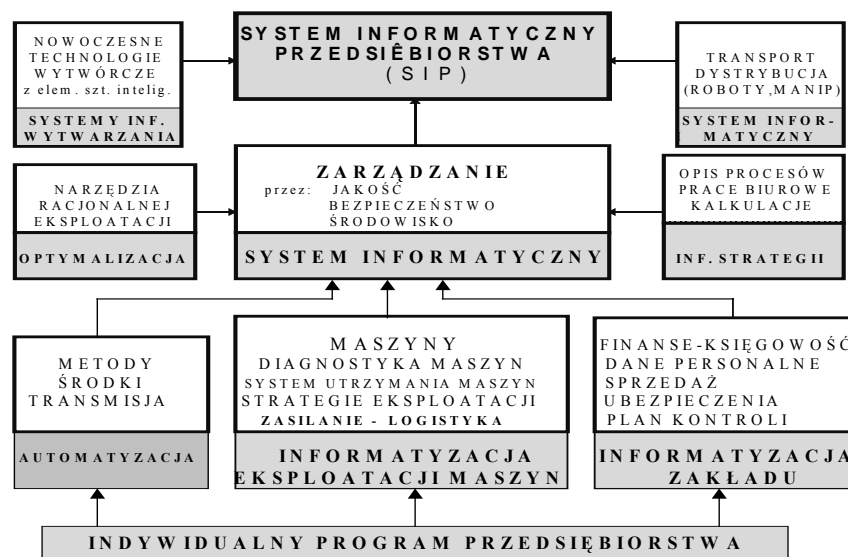 NOWOCZESNE
TECHNOLOGIE
WYTWÓRCZE
z elem. szt. intelig.
SYSTEMY INF.
WYTWARZANIA
SYSTEM INFORMATYCZNY
PRZEDSIÊBIORSTWA
(SIP)
TRANSPORT
DYSTRYBUCJA
(ROBOTY,MANIP)
SYSTEM INFOR-
MATYCZNY
NARZĘDZIA
RACJONALNEJ
EKSPLOATACJI
OPTYMALIZACJA
ZARZĄDZANIE
przez: JAKOŚĆ
BEZPIECZEŃSTWO
ŚRODOWISKO
SYSTEM INFORMATYCZNY
OPIS PROCESÓW
PRACE BIUROWE
KALKULACJE
INF. STRATEGII
METODY
ŚRODKI
TRANSMISJA
AUTOMATYZACJA
MASZYNY
DIAGNOSTYKA MASZYN
SYSTEM UTRZYMANIA MASZYN
STRATEGIE EKSPLOATACJI
ZASILANIE - LOGISTYKA
INFORMATYZACJA
EKSPLOATACJI MASZYN
FINANSE-KSIĘGOWOŚĆ
DANE PERSONALNE
SPRZEDAŻ
UBEZPIECZENIA
PLAN KONTROLI
INFORMATYZACJA
ZAKŁADU
INDYWIDUALNY PROGRAM PRZEDSIĘBIORSTWA